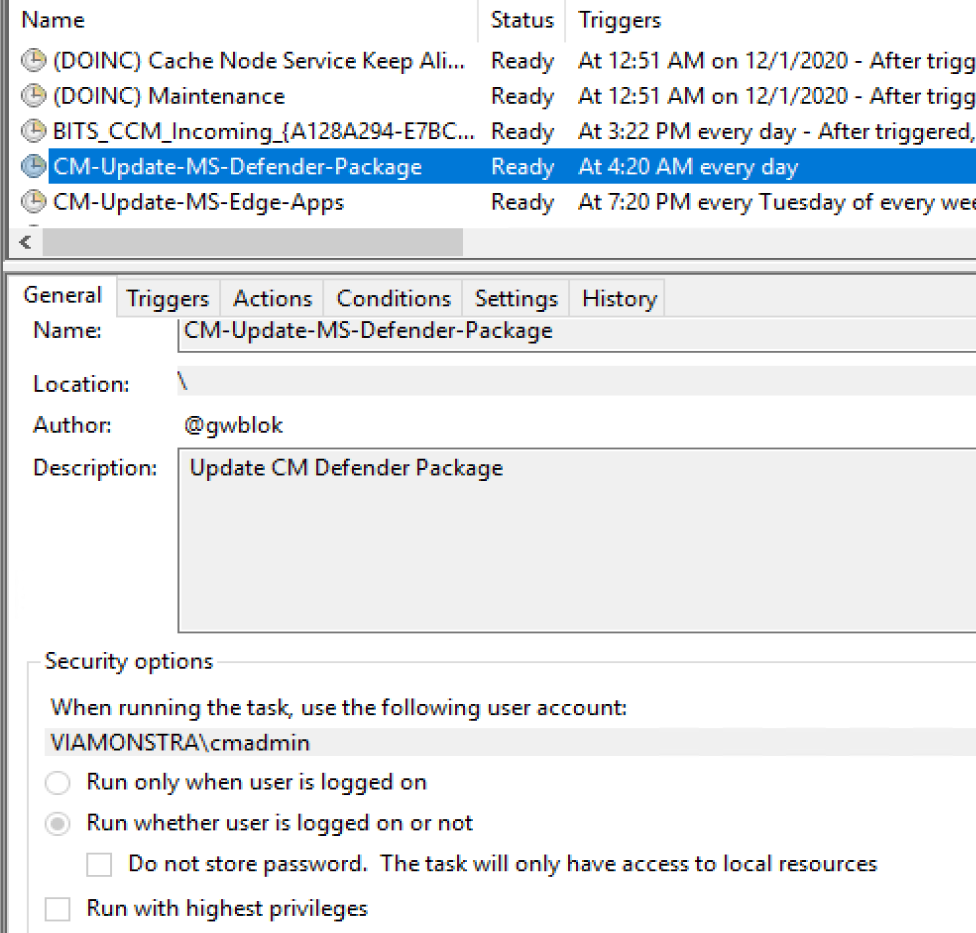 Name Status Triggers
(DOINC) Cache Node Service Keep Ali... Ready At 12:51 AM on 12/1/2020 - After trigg
(DOINC) Maintenance Ready At 12:51 AM on 12/1/2020 - After trigg
BITS_CCM_Incoming_{A128A294-E7BC... Ready At 3:22 PM every day - After triggered,
CM-Update-MS-Defender-Package Ready At 4:20 AM every day
CM-Update-MS-Edge-Apps Ready At 7:20 PM every Tuesday of every wee
General Triggers Actions Conditions Settings History
Name: CM-Update-MS-Defender-Package
Location: \
Author: @gwblok
Description: Update CM Defender Package
Security options
When running the task, use the following user account:
VIAMONSTRA\cmadmin
Run only when user is logged on
Run whether user is logged on or not
Do not store password. The task will only have access to local resources
Run with highest privileges